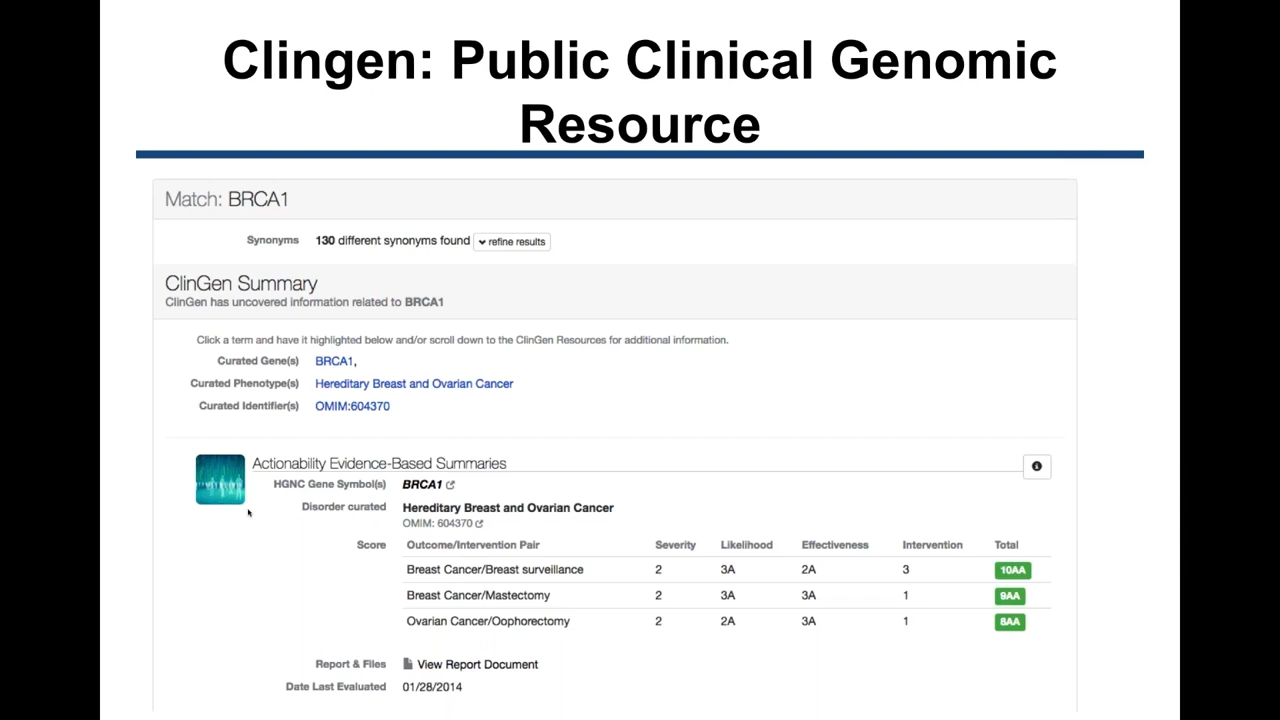 Clingen: Public Clinical Genomic
Resource
Match: BRCA1
Synonyms 130 different synonyms found refine results
ClinGen Summary
ClinGen has uncovered information related to BRCA1
Click a term and have it highlighted below and/or scroll down to the ClinGen Resources for additional information.
Curated Gene(s) BRCA1,
Curated Phenotype(s) Hereditary Breast and Ovarian Cancer
Curated Identifier(s) OMIM:604370
Actionability Evidence-Based Summaries
HGNC Gene Symbol(s) BRCA1
Disorder curated Hereditary Breast and Ovarian Cancer
OMIM: 604370
Score Outcome/Intervention Pair Severity Likelihood Effectiveness Intervention Total
Breast Cancer/Breast surveillance 2 3A 2A 3 10AA
Breast Cancer/Mastectomy 2 3A 3A 1 9AA
Ovarian Cancer/Oophorectomy 2 2A 3A 1 8AA
Report & Files View Report Document
Date Last Evaluated 01/28/2014